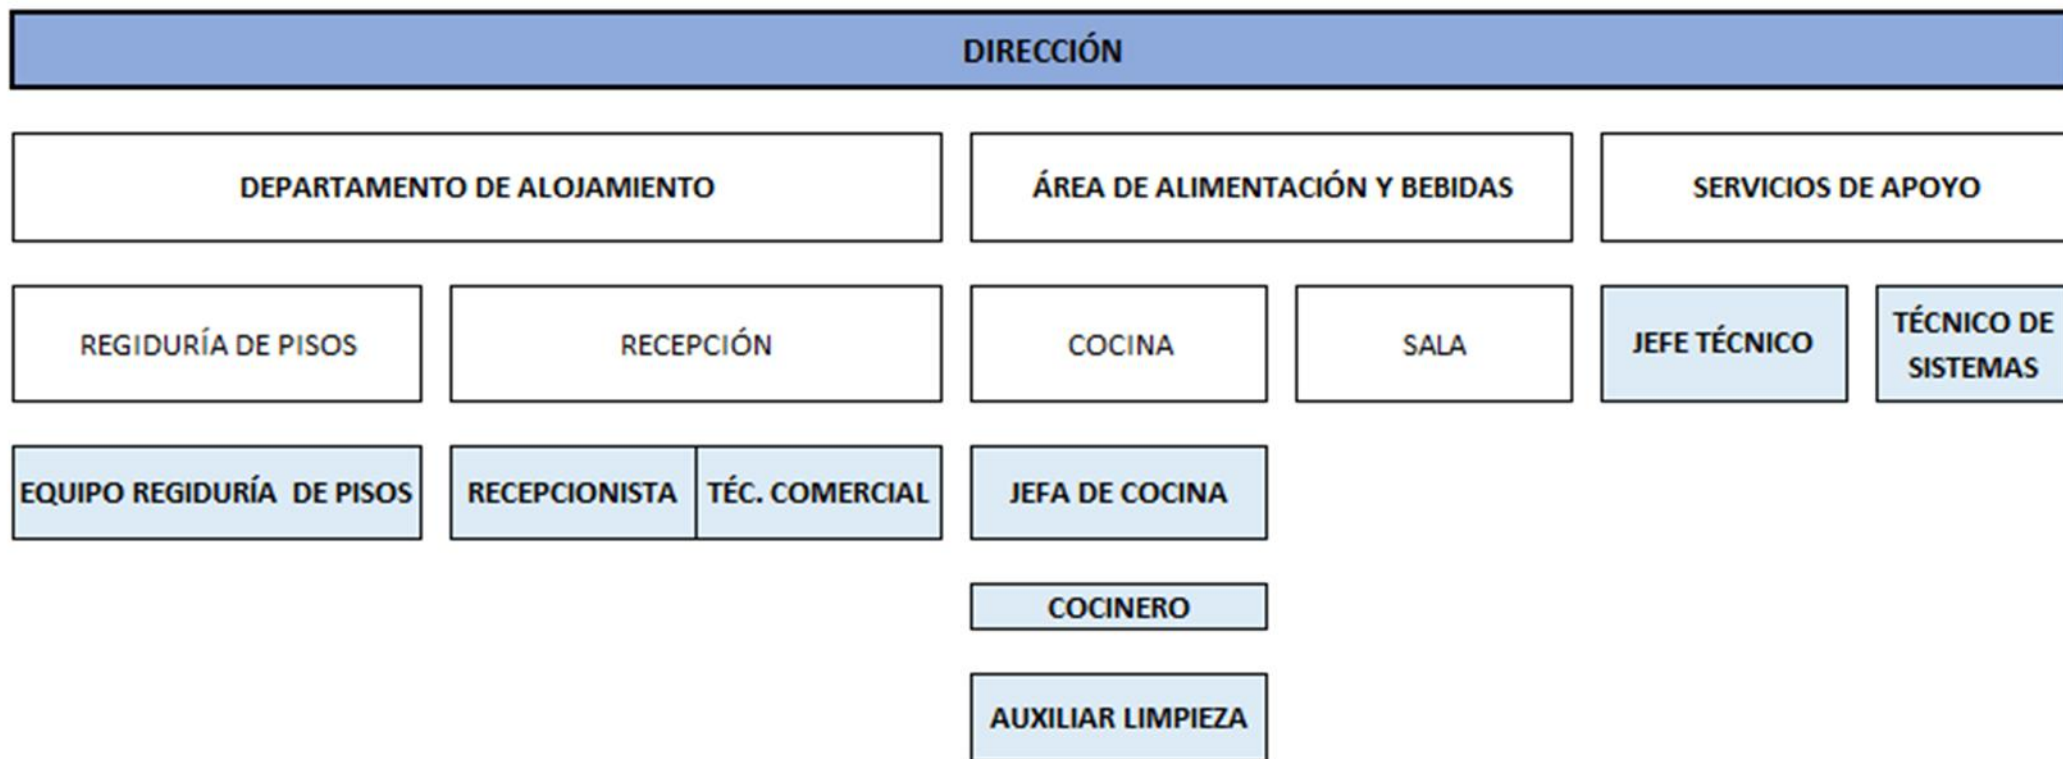 DIRECCIÓN
DEPARTAMENTO DE ALOJAMIENTO
ÁREA DE ALIMENTACIÓN Y BEBIDAS
SERVICIOS DE APOYO
REGIDURÍA DE PISOS
RECEPCIÓN
COCINA
SALA
JEFE TÉCNICO
TÉCNICO DE
SISTEMAS
EQUIPO REGIDURÍA DE PISOS
RECEPCIONISTA
TÉC. COMERCIAL
JEFA DE COCINA
COCINERO
AUXILIAR LIMPIEZA